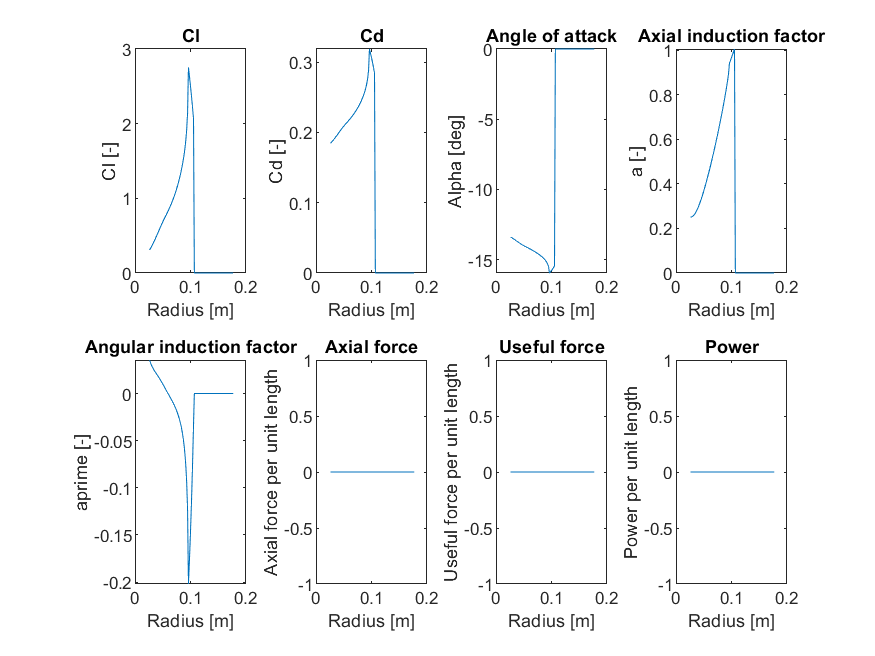 Cl
Cl [-]
3
2
1
0
0
0.1
0.2
Radius [m]
Cd
Cd [-]
0.3
0.2
0.1
0
0
0.1
0.2
Radius [m]
Angle of attack
Alpha [deg]
0
-5
-10
-15
0
0.1
0.2
Radius [m]
Axial induction factor
a [-]
1
0.8
0.6
0.4
0.2
0
0
0.1
0.2
Radius [m]
Angular induction factor
aprime [-]
0
-0.05
-0.1
-0.15
-0.2
0
0.1
0.2
Radius [m]
Axial force
Axial force per unit length
1
0.5
0
-0.5
-1
0
0.1
0.2
Radius [m]
Useful force
Useful force per unit length
1
0.5
0
-0.5
-1
0
0.1
0.2
Radius [m]
Power
Power per unit length
1
0.5
0
-0.5
-1
0
0.1
0.2
Radius [m]